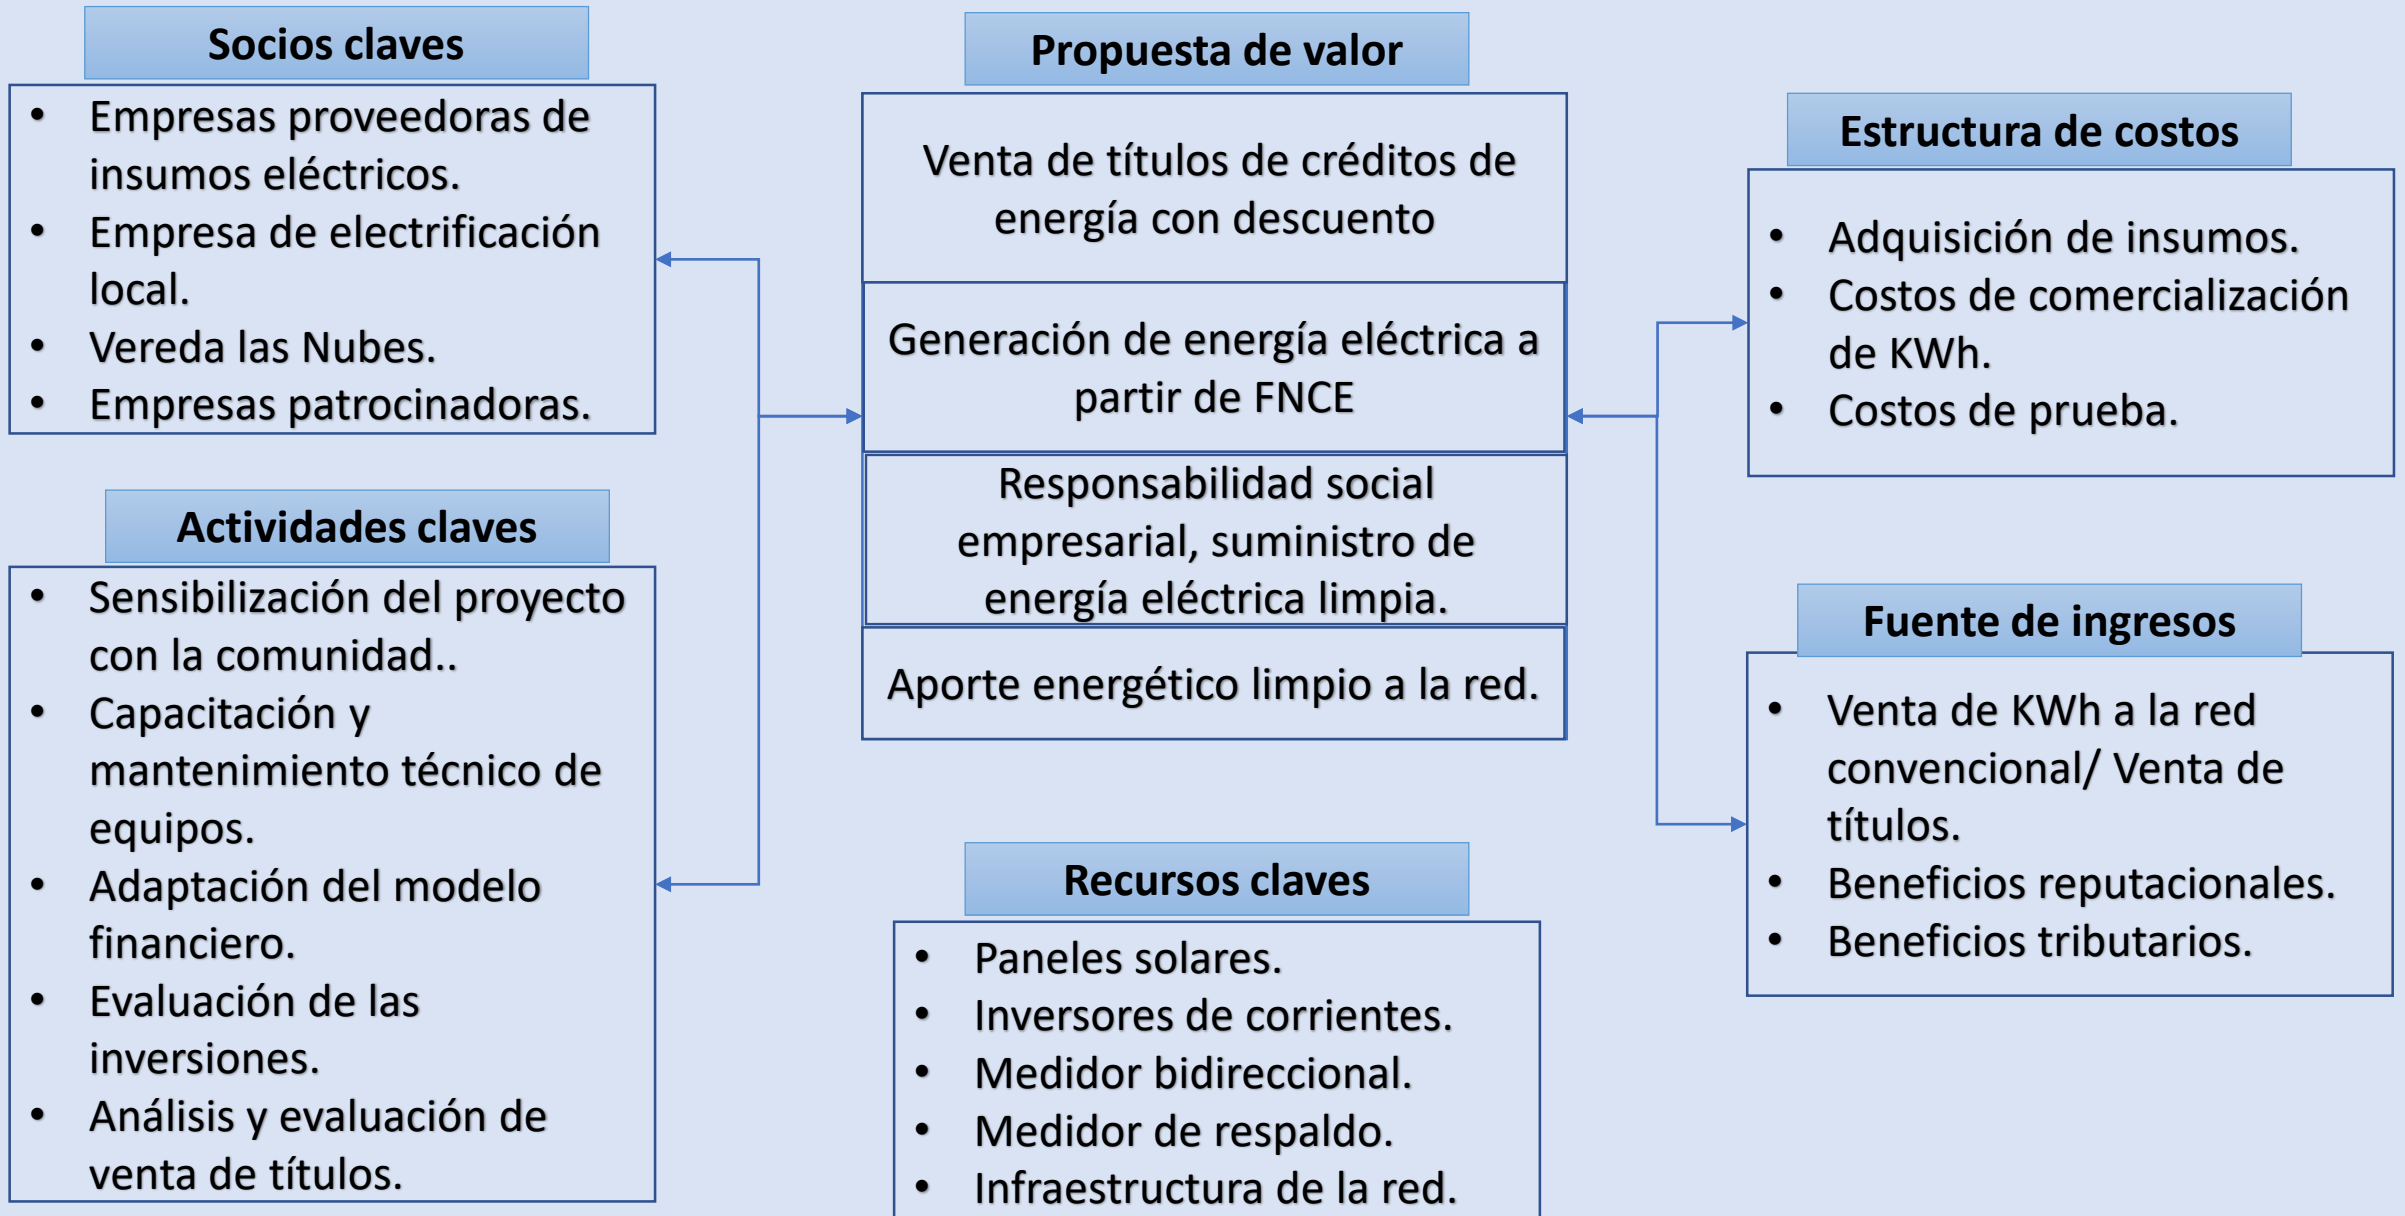 Socios claves
• Empresas proveedoras de
insumos eléctricos.
• Empresa de electrificación
local.
• Vereda las Nubes.
• Empresas patrocinadoras.
Actividades claves
• Sensibilización del proyecto
con la comunidad..
• Capacitación y
mantenimiento técnico de
equipos.
• Adaptación del modelo
financiero.
• Evaluación de las
inversiones.
• Análisis y evaluación de
venta de títulos.
Propuesta de valor
Venta de títulos de créditos de
energía con descuento
Generación de energía eléctrica a
partir de FNCE
Responsabilidad social
empresarial, suministro de
energía eléctrica limpia.
Aporte energético limpio a la red.
Recursos claves
• Paneles solares.
• Inversores de corrientes.
• Medidor bidireccional.
• Medidor de respaldo.
• Infraestructura de la red.
Estructura de costos
• Adquisición de insumos.
• Costos de comercialización
de KWh.
• Costos de prueba.
Fuente de ingresos
• Venta de KWh a la red
convencional/ Venta de
títulos.
• Beneficios reputacionales.
• Beneficios tributarios.